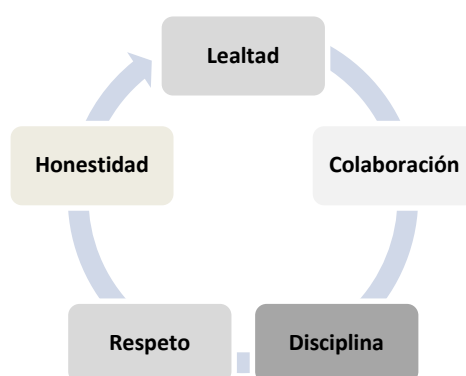 Lealtad
Colaboración
Disciplina
Respeto
Honestidad